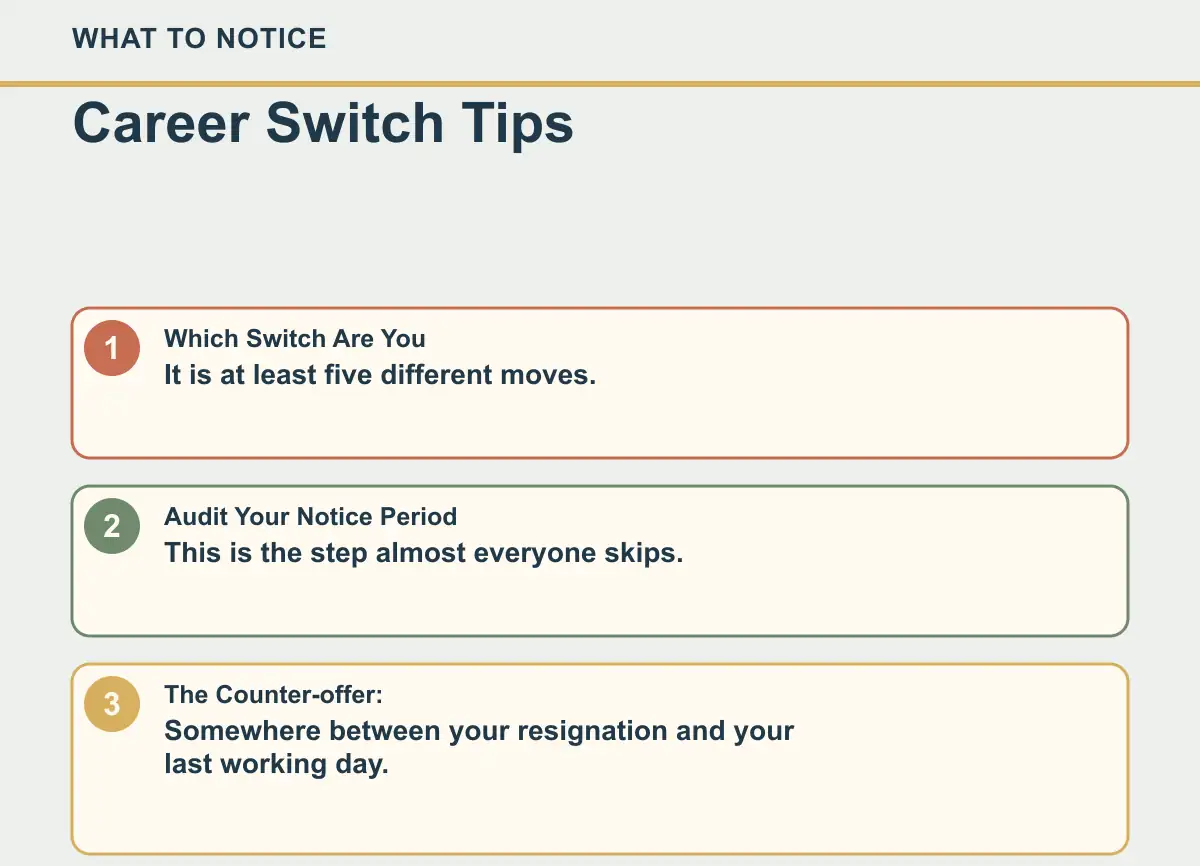 WHAT TO NOTICE
Career Switch Tips
1
Which Switch Are You
It is at least five different moves.
2
Audit Your Notice Period
This is the step almost everyone skips.
3
The Counter-offer:
Somewhere between your resignation and your
last working day.